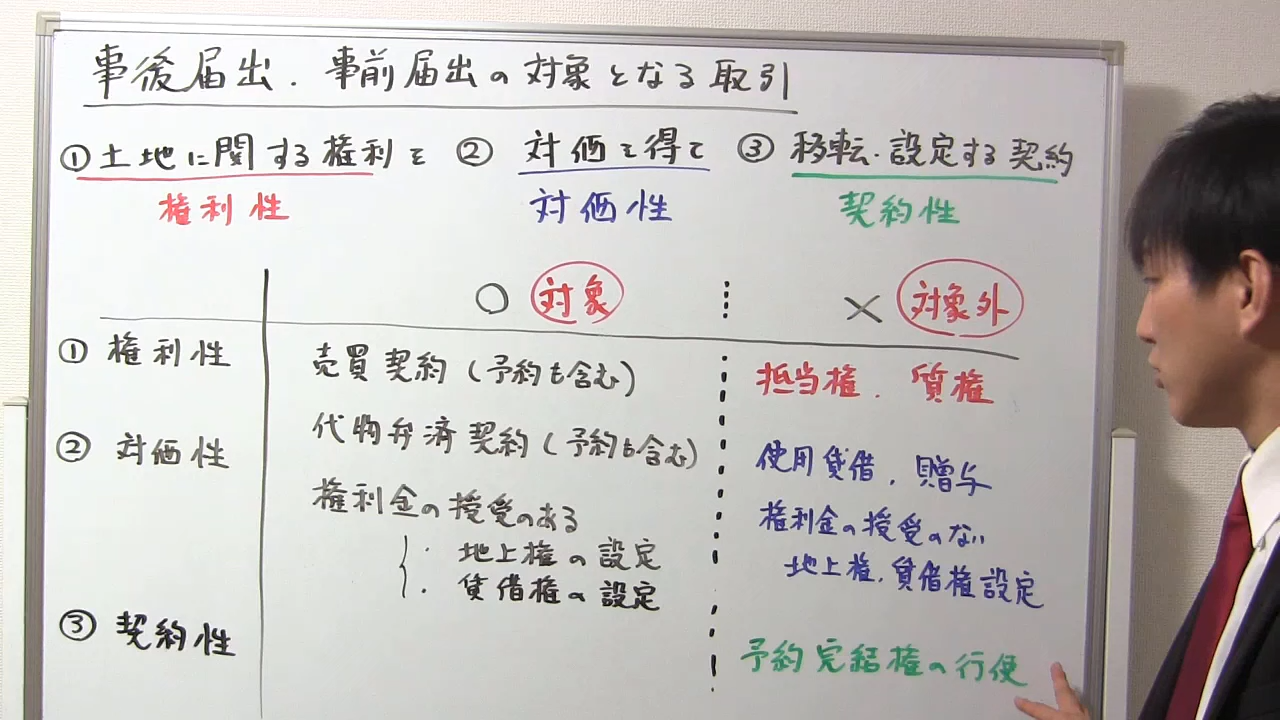 事後届出・事前届出の対象となる取引
①土地に関する権利を ② 対価を得て ③ 移転・設定する契約
権利性 対価性 契約性
○ 対象 × 対象外
① 権利性 売買契約(予約も含む) 抵当権・質権
② 対価性 代物弁済契約(予約も含む) 使用貸借、贈与
権利金の授受のある 権利金の授受のない
・地上権の設定 地上権、賃借権設定
・賃借権の設定
③ 契約性 予約完結権の行使